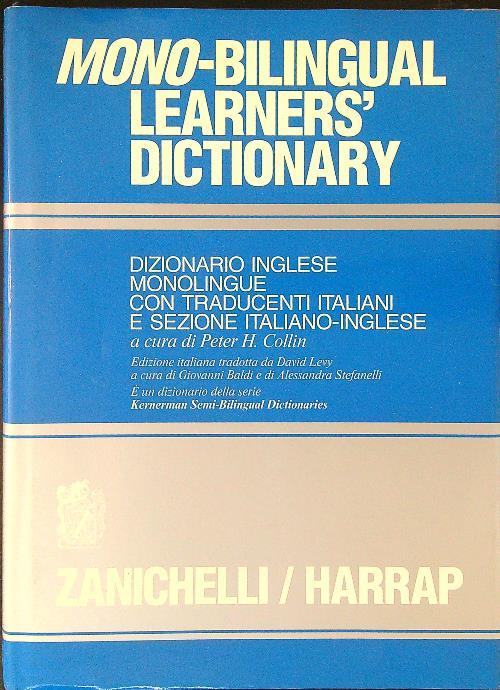 MONO-BILINGUAL
LEARNERS'
DICTIONARY
DIZIONARIO INGLESE
MONOLINGUE
CON TRADUCENTI ITALIANI
E SEZIONE ITALIANO-INGLESE
a cura di Peter H. Collin
Edizione italiana tradotta da David Levy
a cura di Giovanni Baldi e di Alessandra Stefanelli
È un dizionario della serie
Kernerman Semi-Bilingual Dictionaries
ZANICHELLI / HARRAP